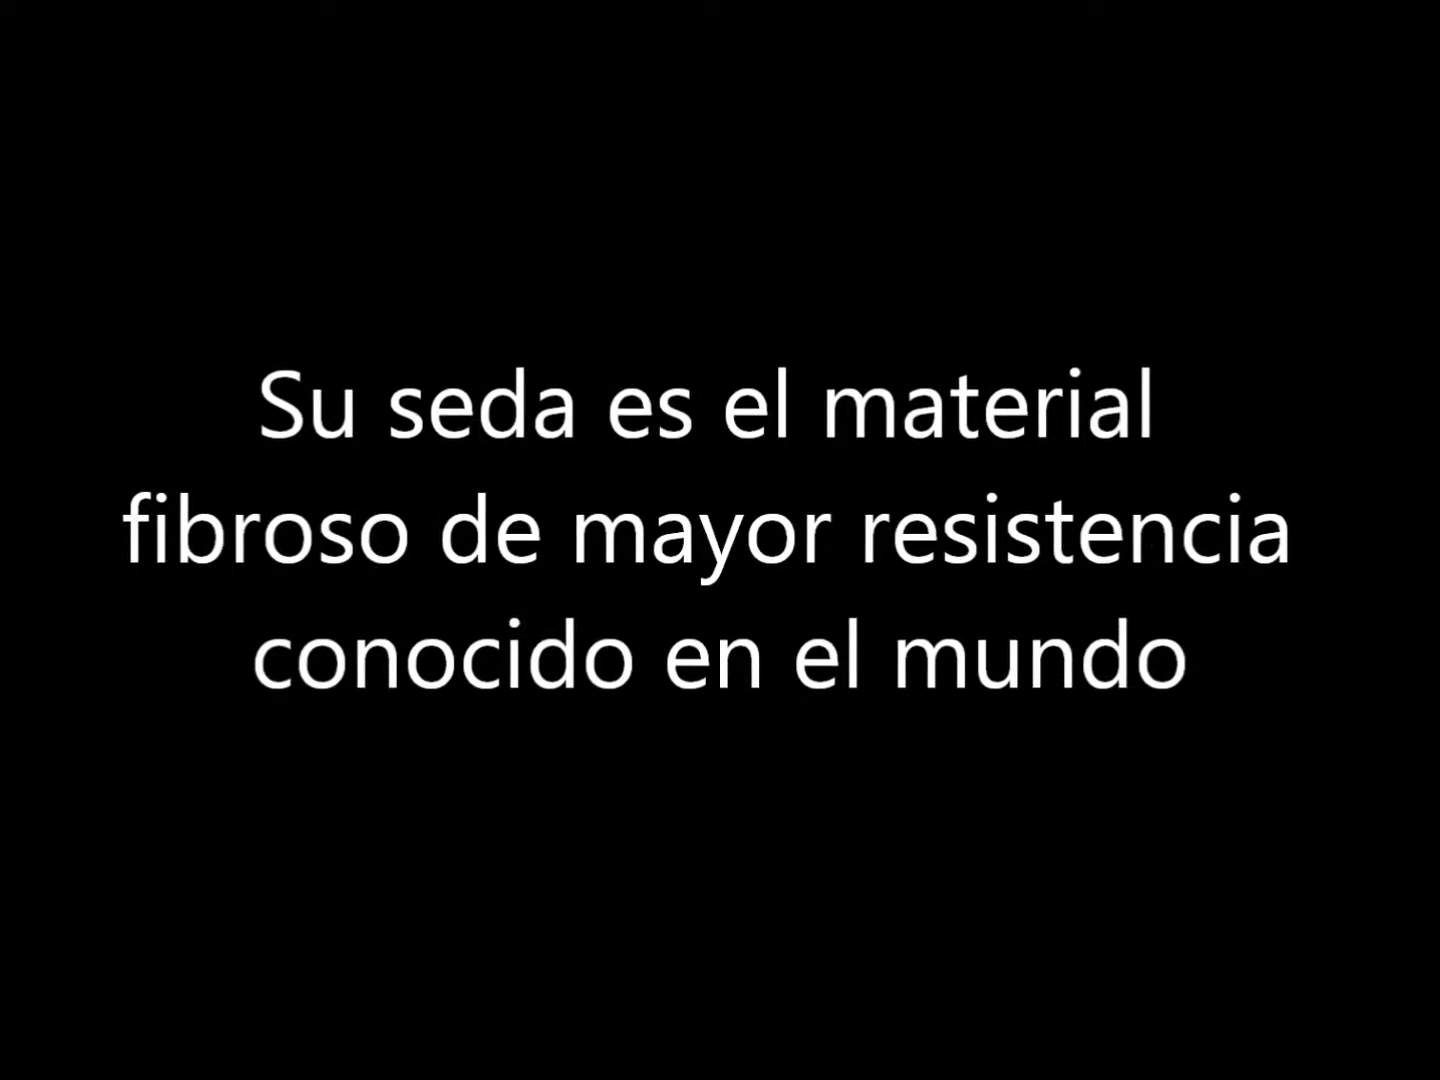 Su seda es el material
fibroso de mayor resistencia
conocido en el mundo